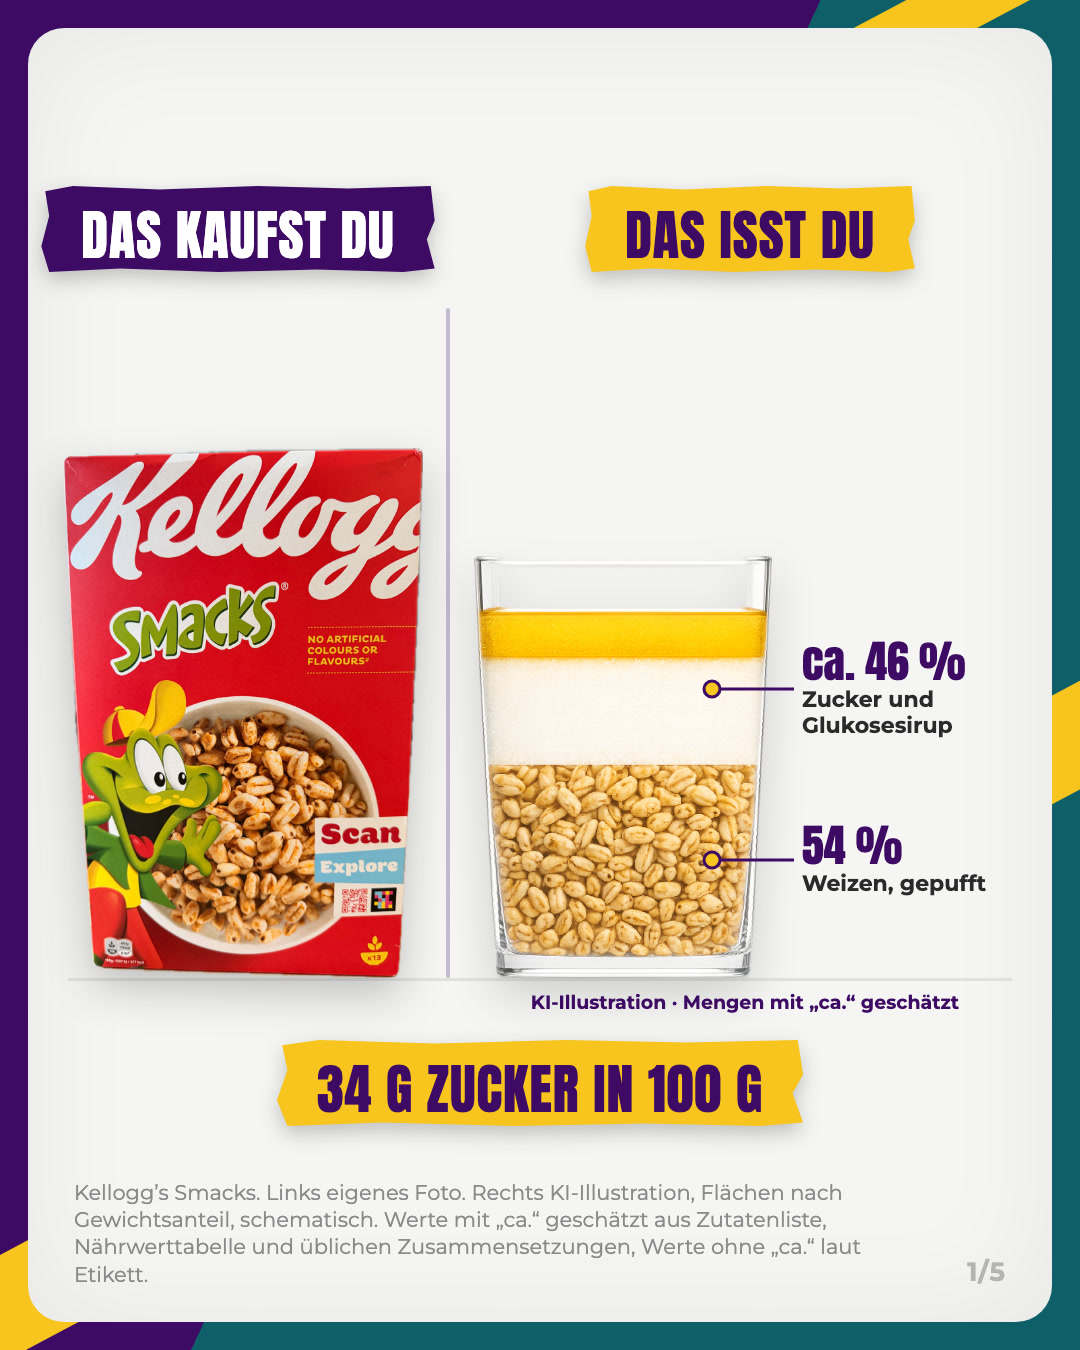 DAS KAUFST DU
DAS ISST DU
Kellogg
SMACKS®
NO ARTIFICIAL
COLOURS OR
FLAVOURS
Scan
Explore
x13
ca. 46 %
Zucker und
Glukosesirup
54 %
Weizen, gepufft
KI-Illustration · Mengen mit „ca.“ geschätzt
34 G ZUCKER IN 100 G
Kellogg’s Smacks. Links eigenes Foto. Rechts KI-Illustration, Flächen nach
Gewichtsanteil, schematisch. Werte mit „ca.“ geschätzt aus Zutatenliste,
Nährwerttabelle und üblichen Zusammensetzungen, Werte ohne „ca.“ laut
Etikett.
1/5